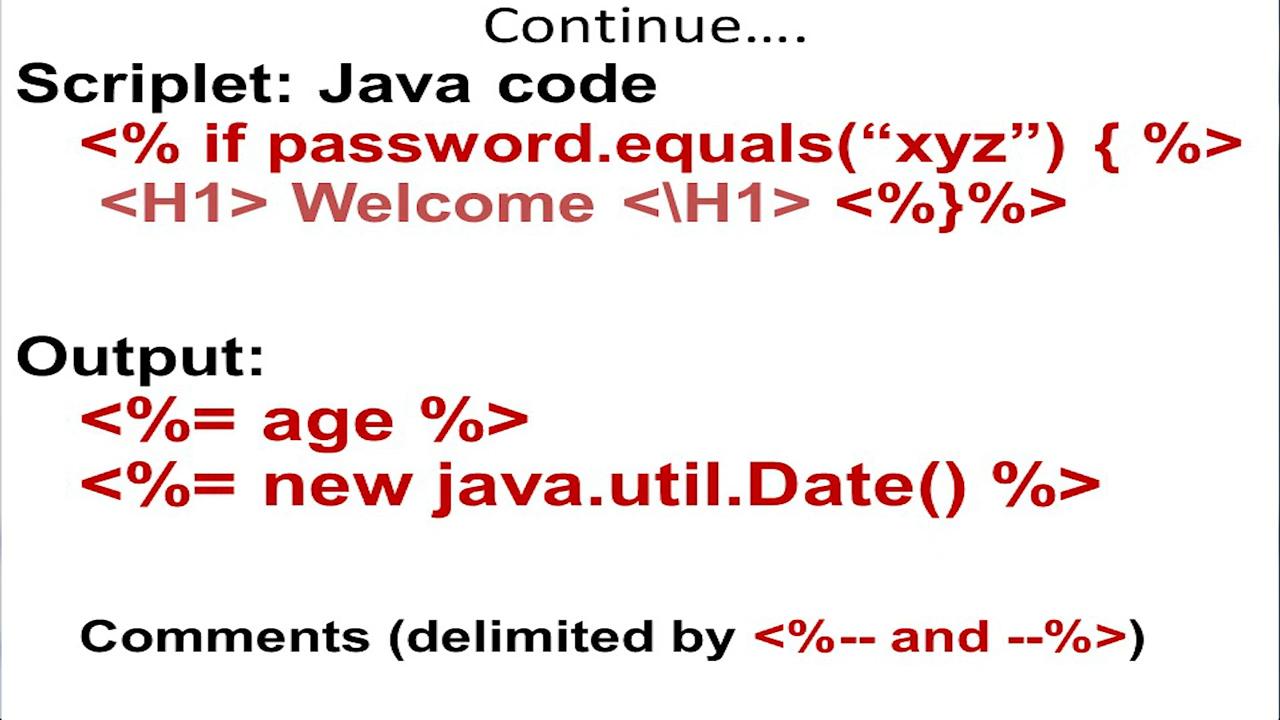 Continue....
Scriplet: Java code
<% if password.equals(“xyz”) { %>
<H1> Welcome <\H1> <%}%>
Output:
<%= age %>
<%= new java.util.Date() %>
Comments (delimited by <%-- and --%>)